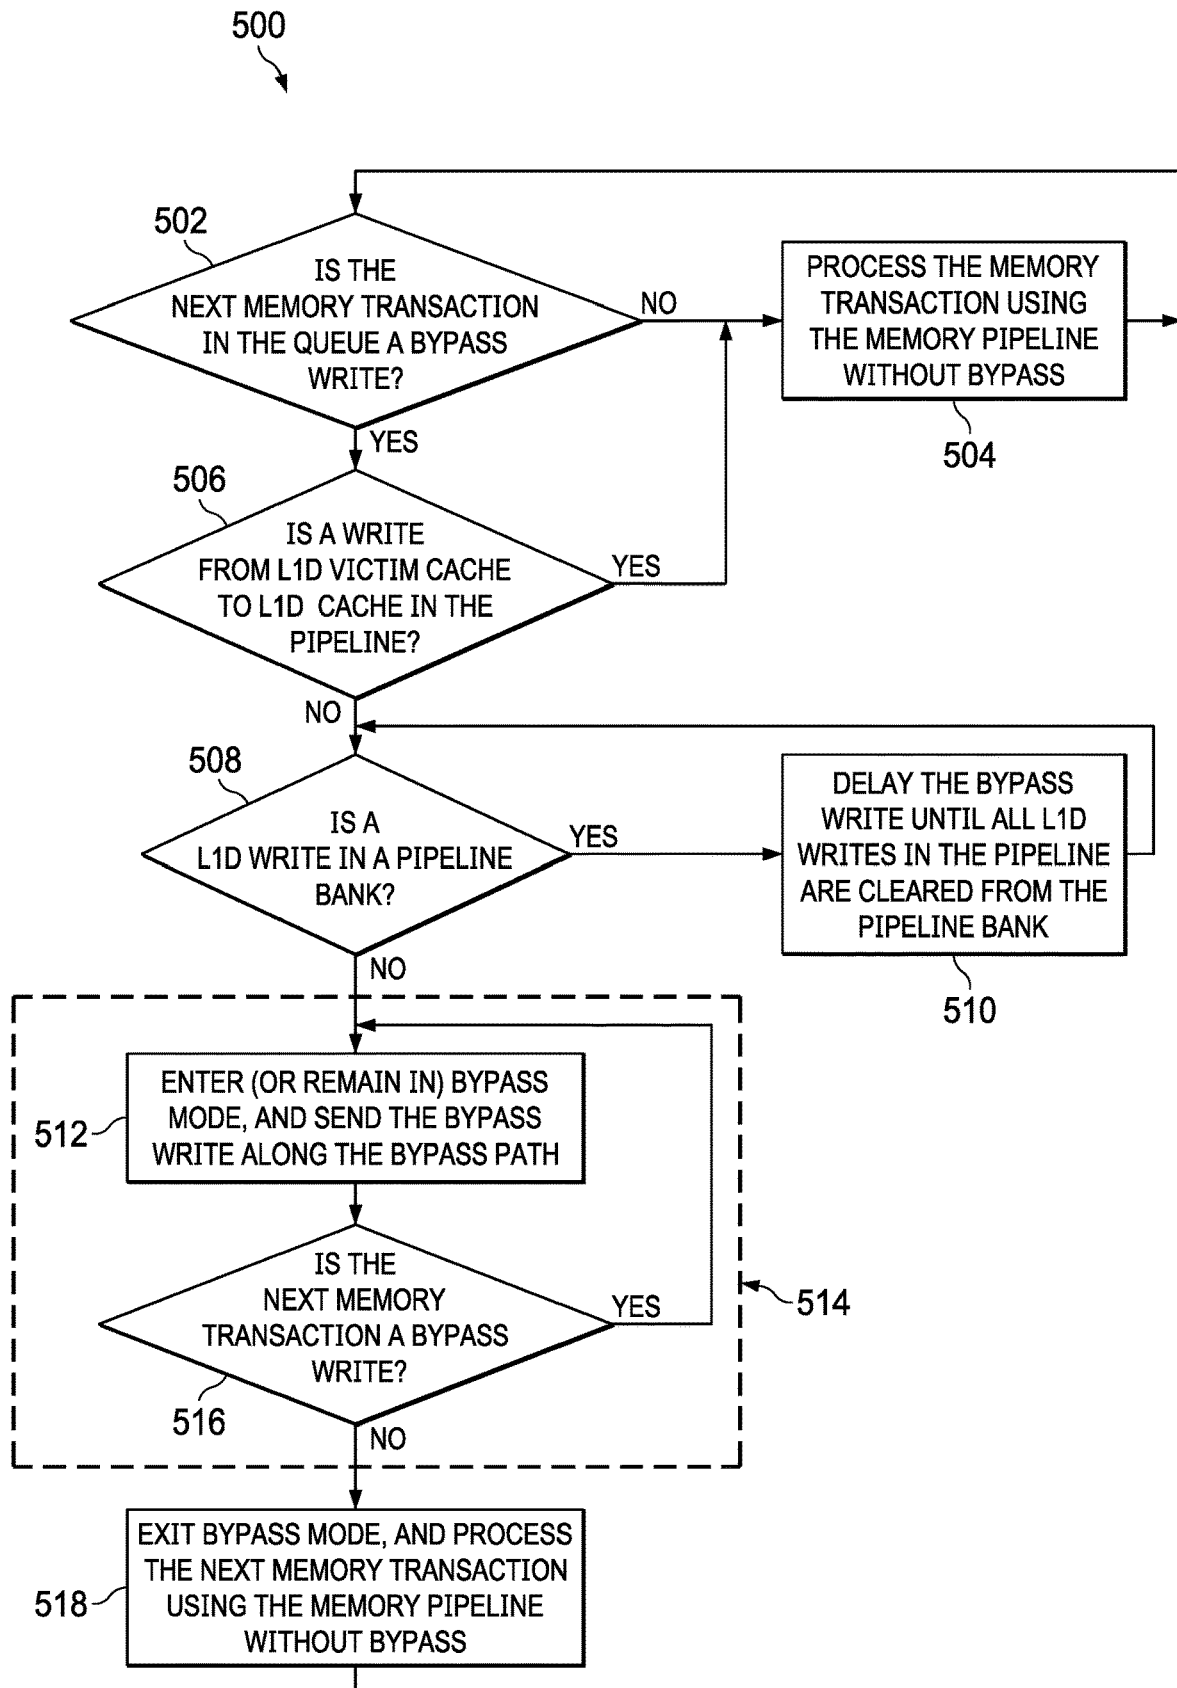 500
502
IS THE
NEXT MEMORY TRANSACTION
IN THE QUEUE A BYPASS
WRITE?
NO
PROCESS THE MEMORY
TRANSACTION USING
THE MEMORY PIPELINE
WITHOUT BYPASS
504
YES
506
IS A WRITE
FROM L1D VICTIM CACHE
TO L1D CACHE IN THE
PIPELINE?
YES
NO
508
IS A
L1D WRITE IN A PIPELINE
BANK?
YES
DELAY THE BYPASS
WRITE UNTIL ALL L1D
WRITES IN THE PIPELINE
ARE CLEARED FROM THE
PIPELINE BANK
510
NO
512
ENTER (OR REMAIN IN) BYPASS
MODE, AND SEND THE BYPASS
WRITE ALONG THE BYPASS PATH
514
IS THE
NEXT MEMORY
TRANSACTION A BYPASS
WRITE?
YES
516
NO
518
EXIT BYPASS MODE, AND PROCESS
THE NEXT MEMORY TRANSACTION
USING THE MEMORY PIPELINE
WITHOUT BYPASS